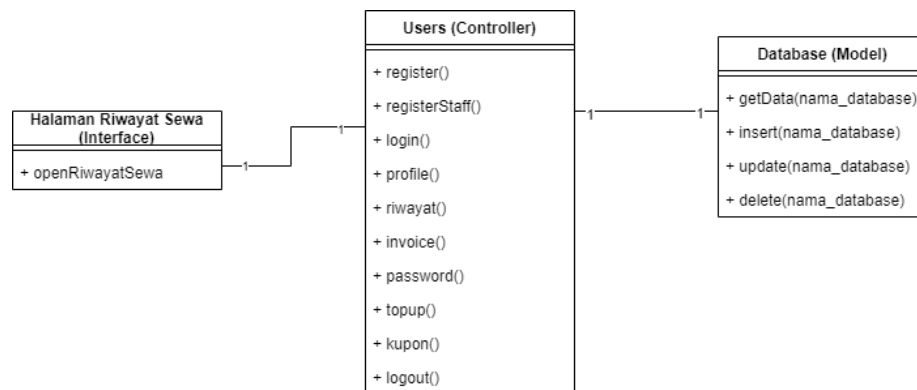 Halaman Riwayat Sewa
(Interface)
+ openRiwayatSewa
1
1
Users (Controller)
+ register()
+ registerStaff()
+ login()
+ profile()
+ riwayat()
+ invoice()
+ password()
+ topup()
+ kupon()
+ logout()
1
1
Database (Model)
+ getData(nama_database)
+ insert(nama_database)
+ update(nama_database)
+ delete(nama_database)